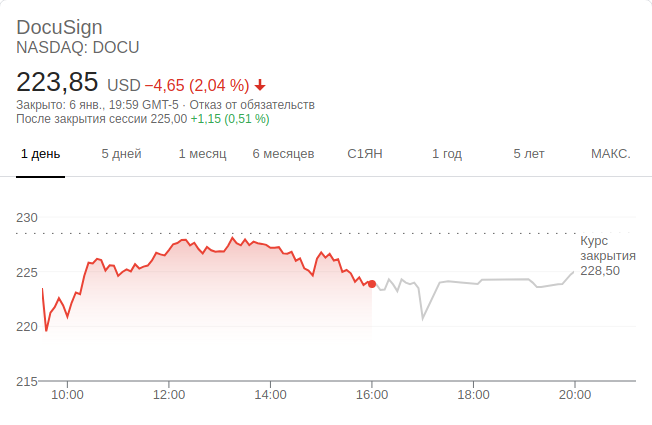 DocuSign
NASDAQ: DOCU
223,85 USD −4,65 (2,04 %)
Закрыто: 6 янв., 19:59 GMT-5 · Отказ от обязательств
После закрытия сессии 225,00 +1,15 (0,51 %)
1 день 5 дней 1 месяц 6 месяцев С1ЯН 1 год 5 лет МАКС.
230
Курс
закрытия
228,50
225
220
215
10:00 12:00 14:00 16:00 18:00 20:00